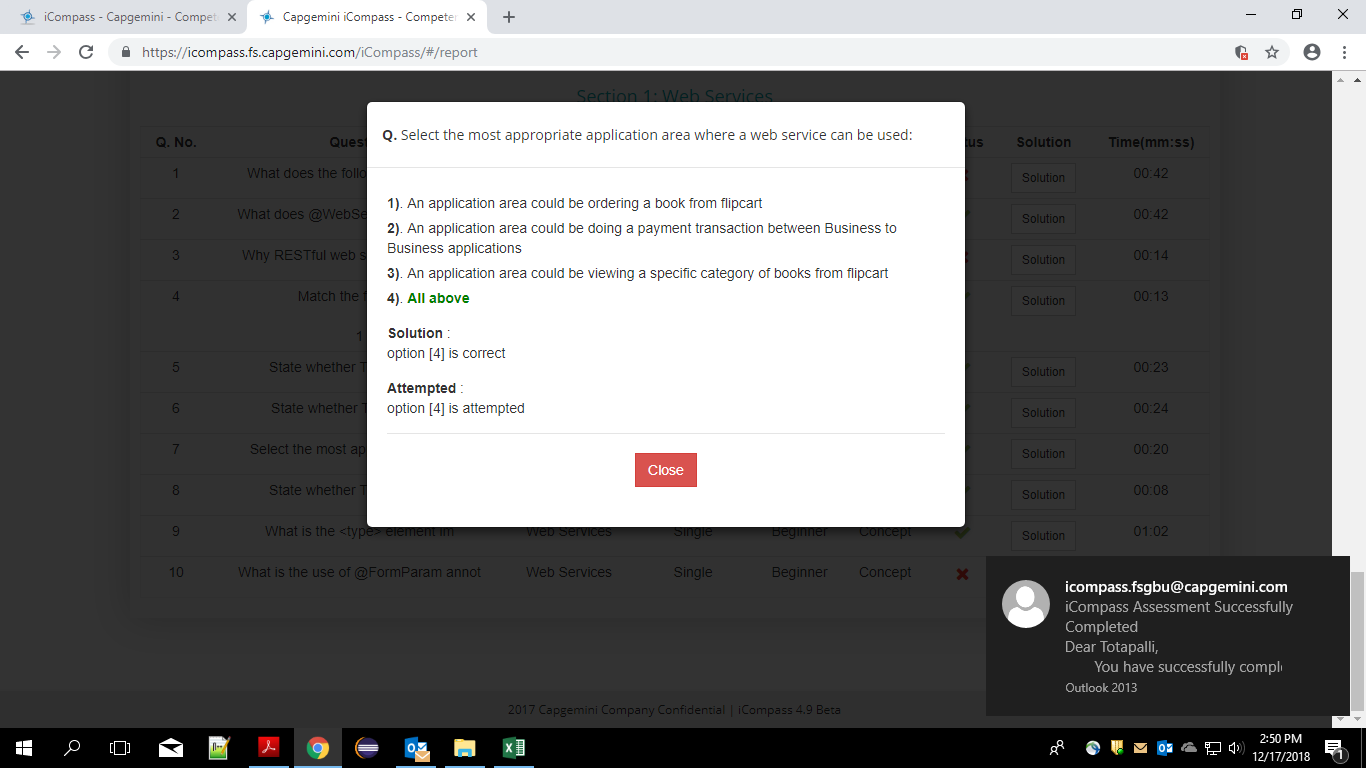 iCompass - Capgemini - Compet
Capgemini iCompass - Competen
https://icompass.fs.capgemini.com/iCompass/#/report
Section 1: Web Services
Q. No. Quest tus Solution Time(mm:ss)
1 What does the follo Solution 00:42
2 What does @WebSe Solution 00:42
3 Why RESTful web s Solution 00:14
4 Match the f Solution 00:13
1
5 State whether T Solution 00:23
6 State whether T Solution 00:24
7 Select the most ap Solution 00:20
8 State whether T Solution 00:08
9 What is the <type> element im Web Services Single Beginner Concept Solution 01:02
10 What is the use of @FormParam annot Web Services Single Beginner Concept
Q. Select the most appropriate application area where a web service can be used:
1). An application area could be ordering a book from flipcart
2). An application area could be doing a payment transaction between Business to
Business applications
3). An application area could be viewing a specific category of books from flipcart
4). All above
Solution :
option [4] is correct
Attempted :
option [4] is attempted
Close
icompass.fsgbu@capgemini.com
iCompass Assessment Successfully
Completed
Dear Totapalli,
You have successfully compl
Outlook 2013
2017 Capgemini Company Confidential | iCompass 4.9 Beta
2:50 PM
12/17/2018
1